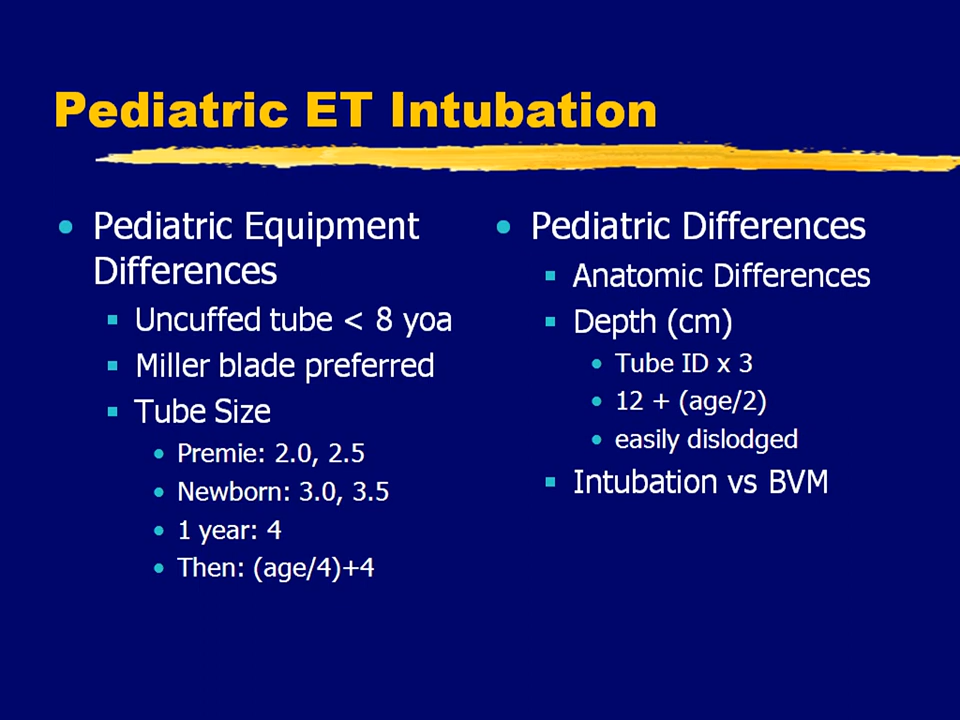 Pediatric ET Intubation
• Pediatric Equipment
Differences
▪ Uncuffed tube < 8 yoa
▪ Miller blade preferred
▪ Tube Size
• Premie: 2.0, 2.5
• Newborn: 3.0, 3.5
• 1 year: 4
• Then: (age/4)+4
• Pediatric Differences
▪ Anatomic Differences
▪ Depth (cm)
• Tube ID x 3
• 12 + (age/2)
• easily dislodged
▪ Intubation vs BVM